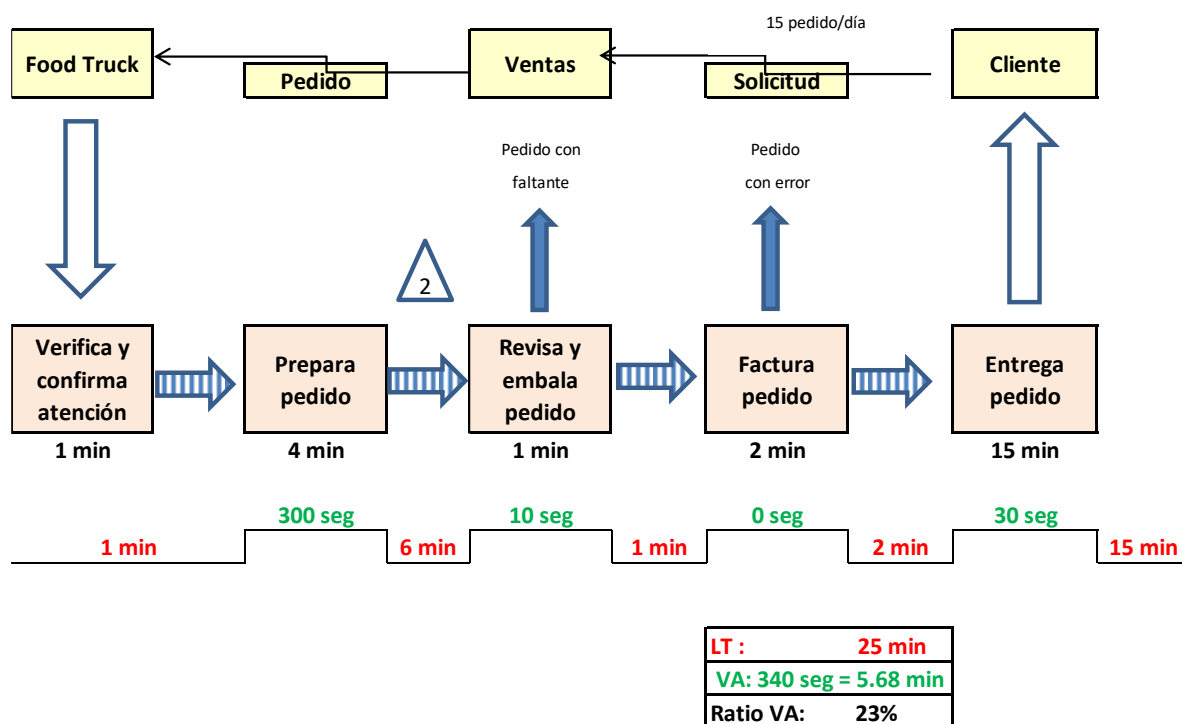 15 pedido/día
Food Truck
Pedido
Ventas
Solicitud
Cliente
Pedido con
faltante
Pedido
con error
2
Verifica y
confirma
atención
Prepara
pedido
Revisa y
embala
pedido
Factura
pedido
Entrega
pedido
1 min
4 min
1 min
2 min
15 min
300 seg
10 seg
0 seg
30 seg
1 min
6 min
1 min
2 min
15 min
LT : 25 min
VA: 340 seg = 5.68 min
Ratio VA: 23%